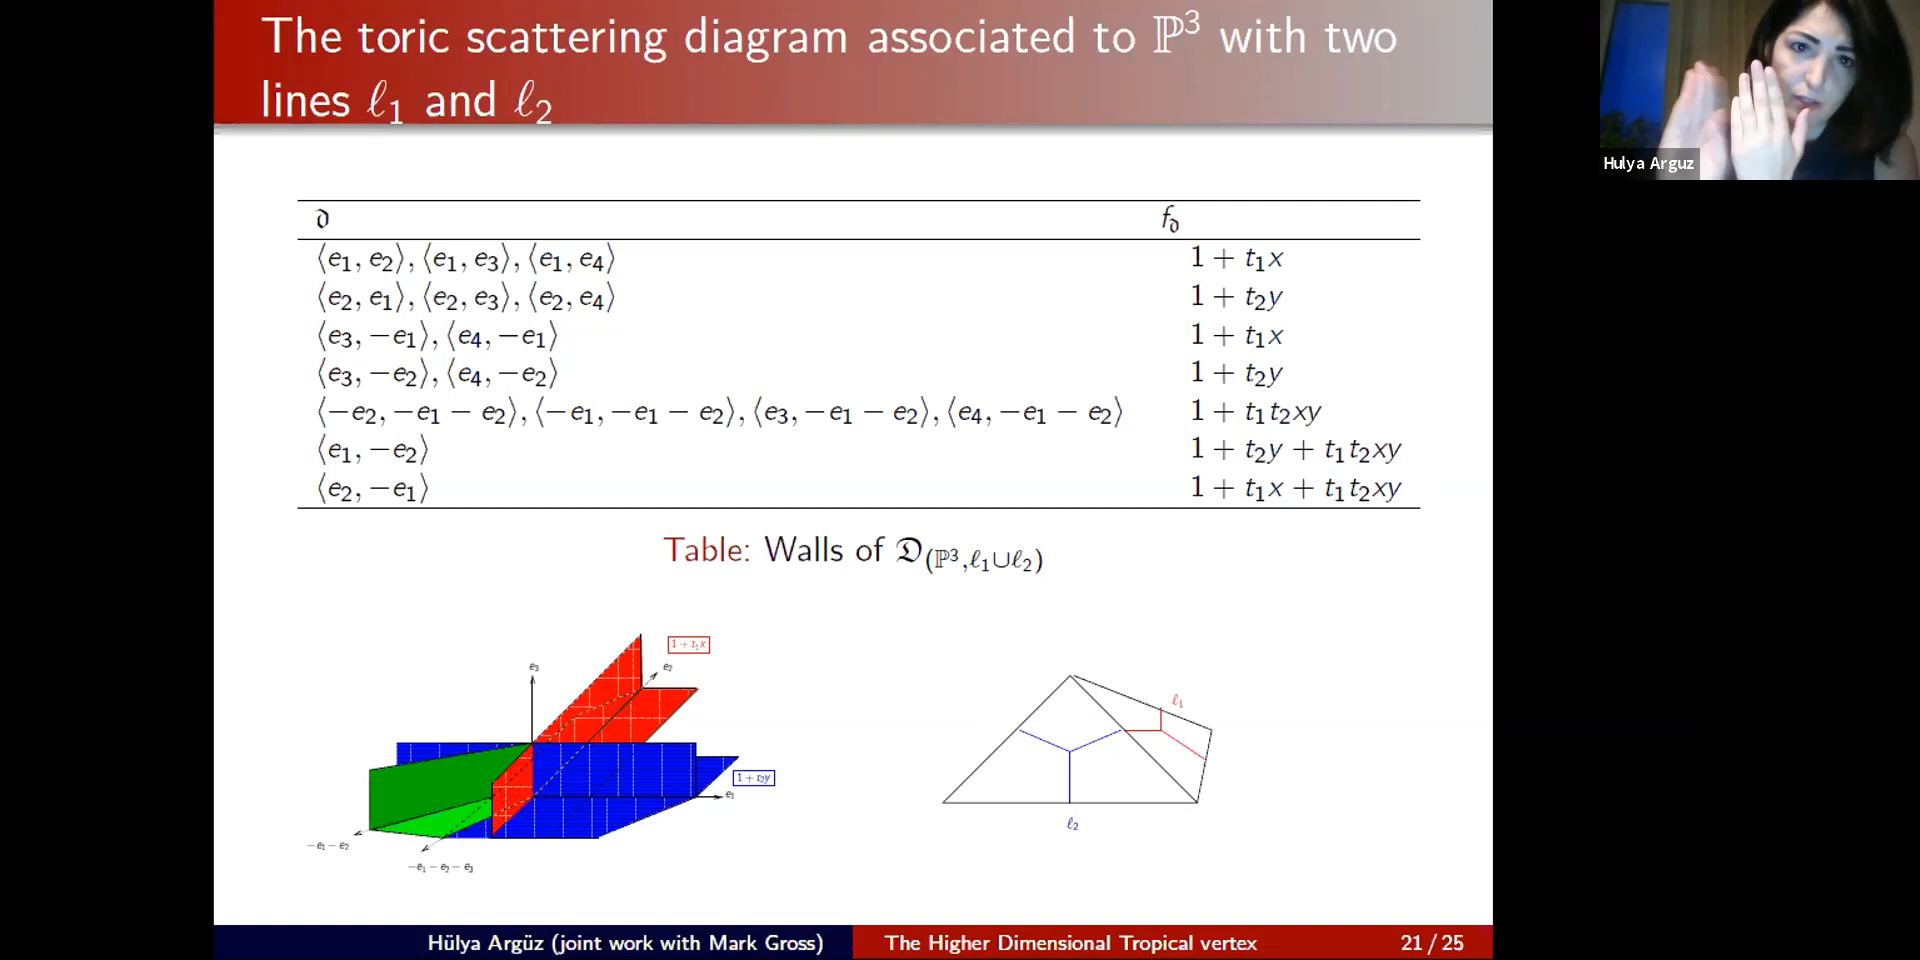 The toric scattering diagram associated to ℙ³ with two
lines ℓ₁ and ℓ₂
Hulya Arguz
𝔡 f_𝔡
⟨e₁, e₂⟩, ⟨e₁, e₃⟩, ⟨e₁, e₄⟩ 1 + t₁x
⟨e₂, e₁⟩, ⟨e₂, e₃⟩, ⟨e₂, e₄⟩ 1 + t₂y
⟨e₃, −e₁⟩, ⟨e₄, −e₁⟩ 1 + t₁x
⟨e₃, −e₂⟩, ⟨e₄, −e₂⟩ 1 + t₂y
⟨−e₂, −e₁ − e₂⟩, ⟨−e₁, −e₁ − e₂⟩, ⟨e₃, −e₁ − e₂⟩, ⟨e₄, −e₁ − e₂⟩ 1 + t₁t₂xy
⟨e₁, −e₂⟩ 1 + t₂y + t₁t₂xy
⟨e₂, −e₁⟩ 1 + t₁x + t₁t₂xy
Table: Walls of 𝔇_(ℙ³,ℓ₁∪ℓ₂)
1 + t₁x
e₃
e₂
1 + t₂y
e₁
−e₁ − e₂
−e₁ − e₂ − e₃
ℓ₁
ℓ₂
Hülya Argüz (joint work with Mark Gross) The Higher Dimensional Tropical vertex 21 / 25